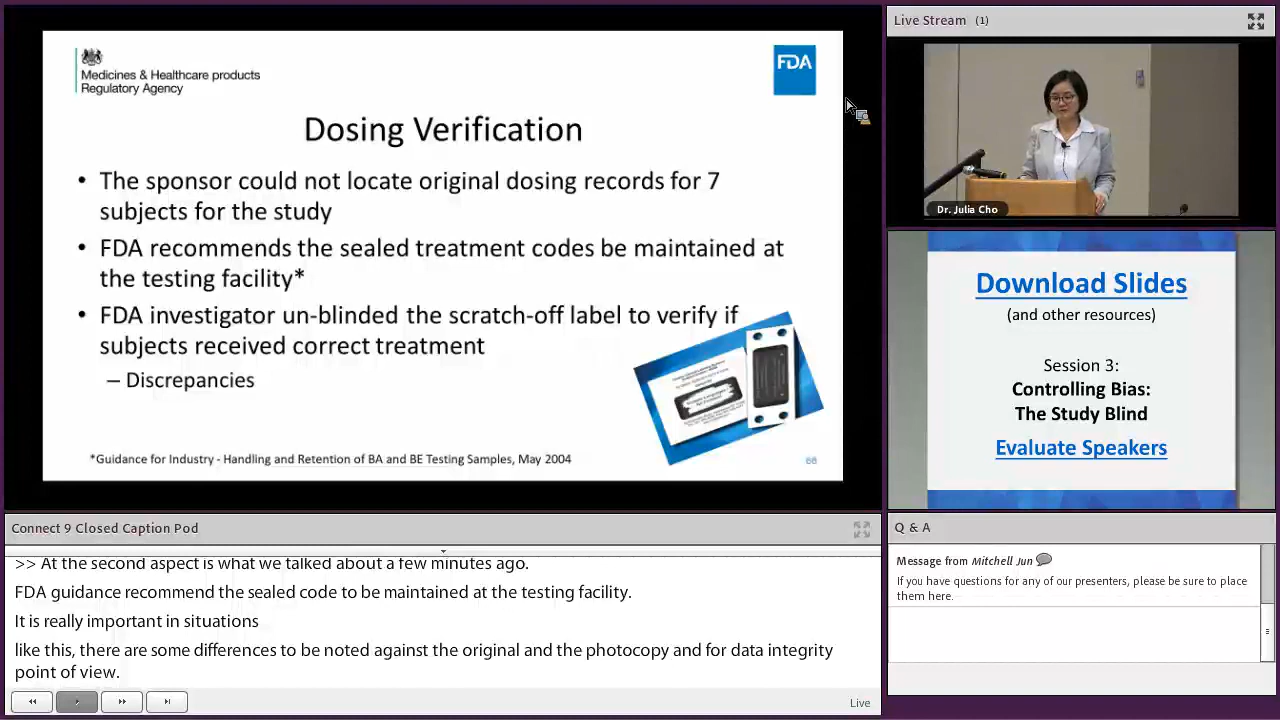 Medicines & Healthcare products
Regulatory Agency
FDA
Dosing Verification
• The sponsor could not locate original dosing records for 7
subjects for the study
• FDA recommends the sealed treatment codes be maintained at
the testing facility*
• FDA investigator un-blinded the scratch-off label to verify if
subjects received correct treatment
– Discrepancies
*Guidance for Industry - Handling and Retention of BA and BE Testing Samples, May 2004
68
Live Stream (1)
Dr. Julia Cho
Download Slides
(and other resources)
Session 3:
Controlling Bias:
The Study Blind
Evaluate Speakers
Connect 9 Closed Caption Pod
>> At the second aspect is what we talked about a few minutes ago.
FDA guidance recommend the sealed code to be maintained at the testing facility.
It is really important in situations
like this, there are some differences to be noted against the original and the photocopy and for data integrity
point of view.
Live
Q & A
Message from Mitchell Jun
If you have questions for any of our presenters, please be sure to place
them here.